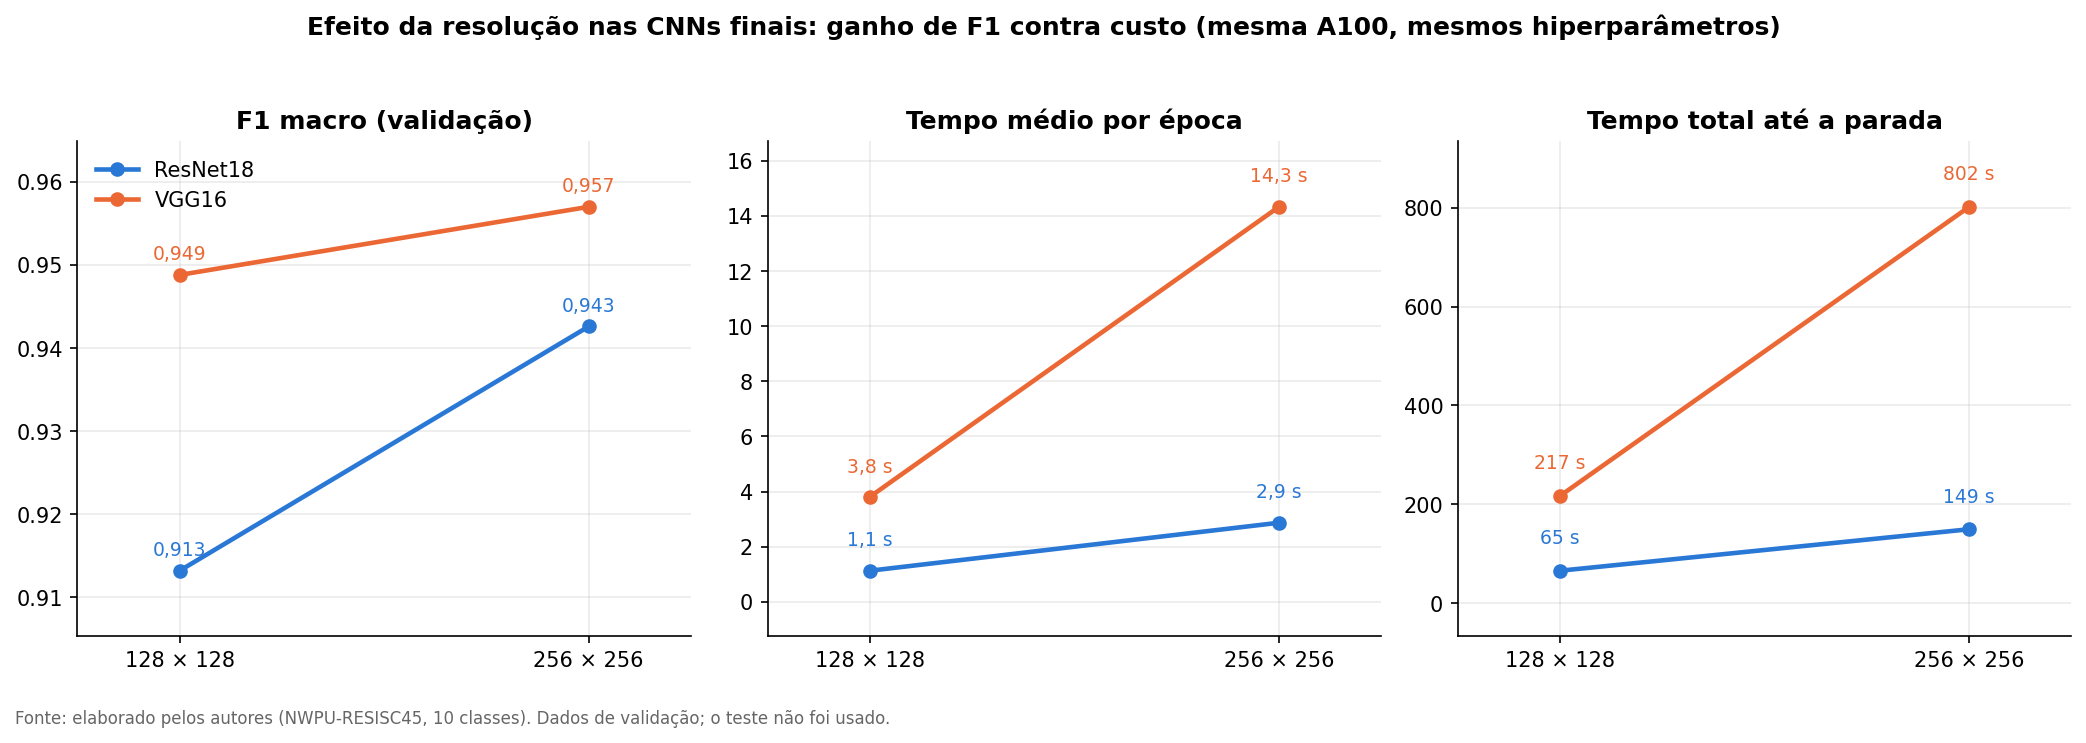 Efeito da resolução nas CNNs finais: ganho de F1 contra custo (mesma A100, mesmos hiperparâmetros)
F1 macro (validação)
ResNet18
VGG16
0.96
0.95
0.94
0.93
0.92
0.91
0,949
0,957
0,913
0,943
128 × 128
256 × 256
Tempo médio por época
16
14
12
10
8
6
4
2
0
3,8 s
14,3 s
1,1 s
2,9 s
128 × 128
256 × 256
Tempo total até a parada
800
600
400
200
0
217 s
802 s
65 s
149 s
128 × 128
256 × 256
Fonte: elaborado pelos autores (NWPU-RESISC45, 10 classes). Dados de validação; o teste não foi usado.